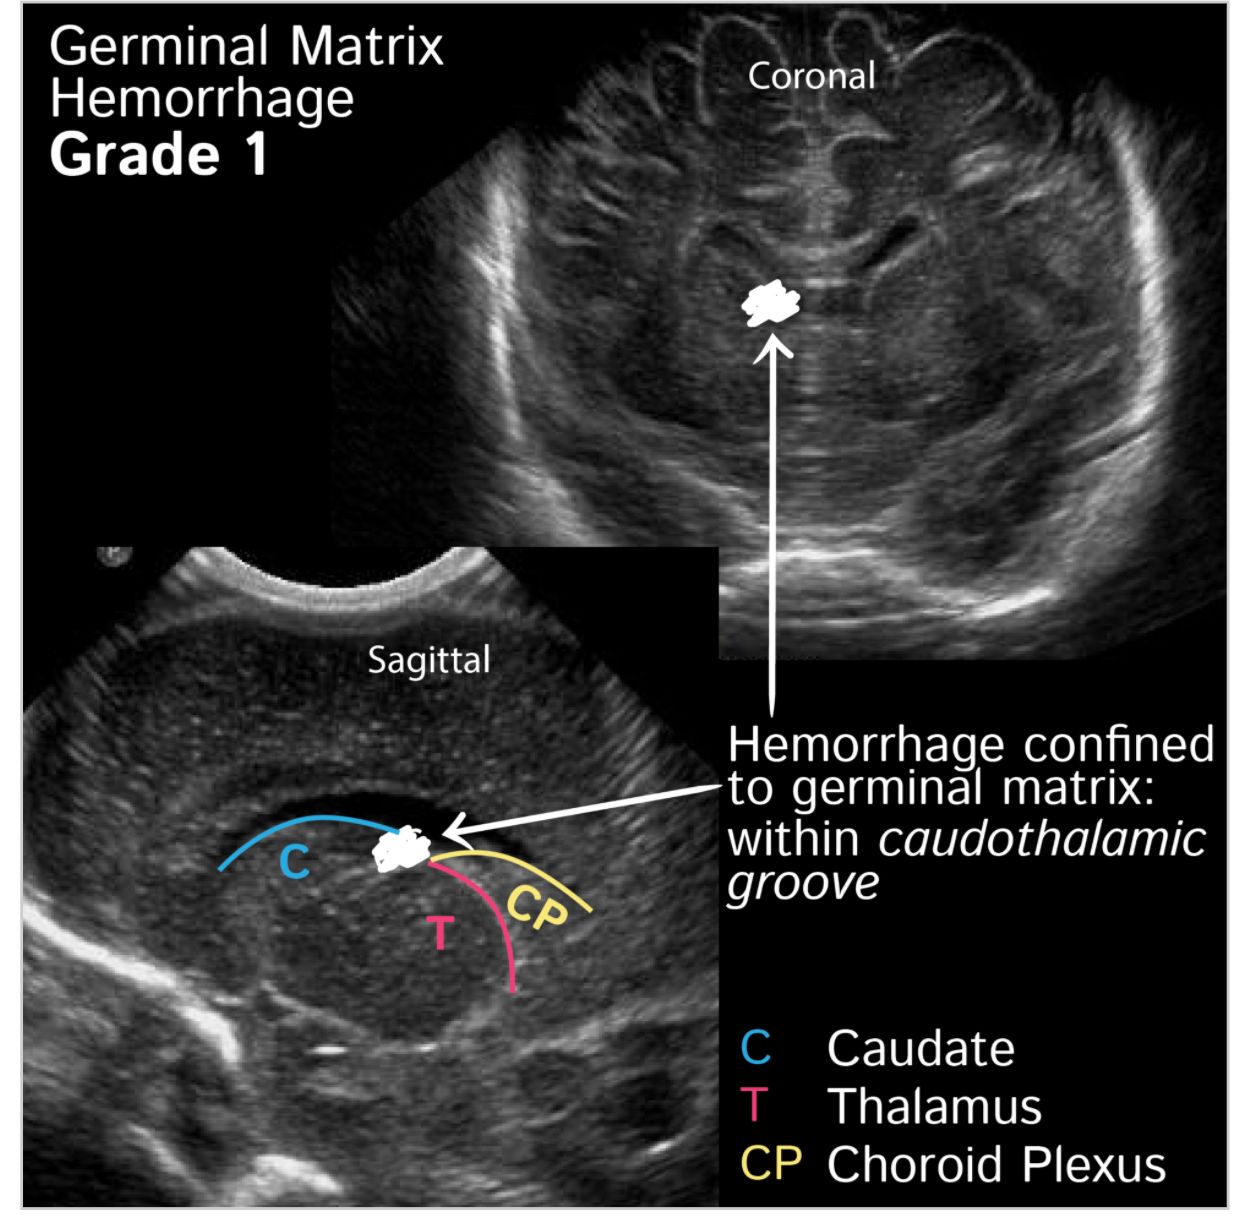 Germinal Matrix
Hemorrhage
Grade 1
Coronal
Sagittal
Hemorrhage confined
to germinal matrix:
within caudothalamic
groove
C
T
CP
C Caudate
T Thalamus
CP Choroid Plexus